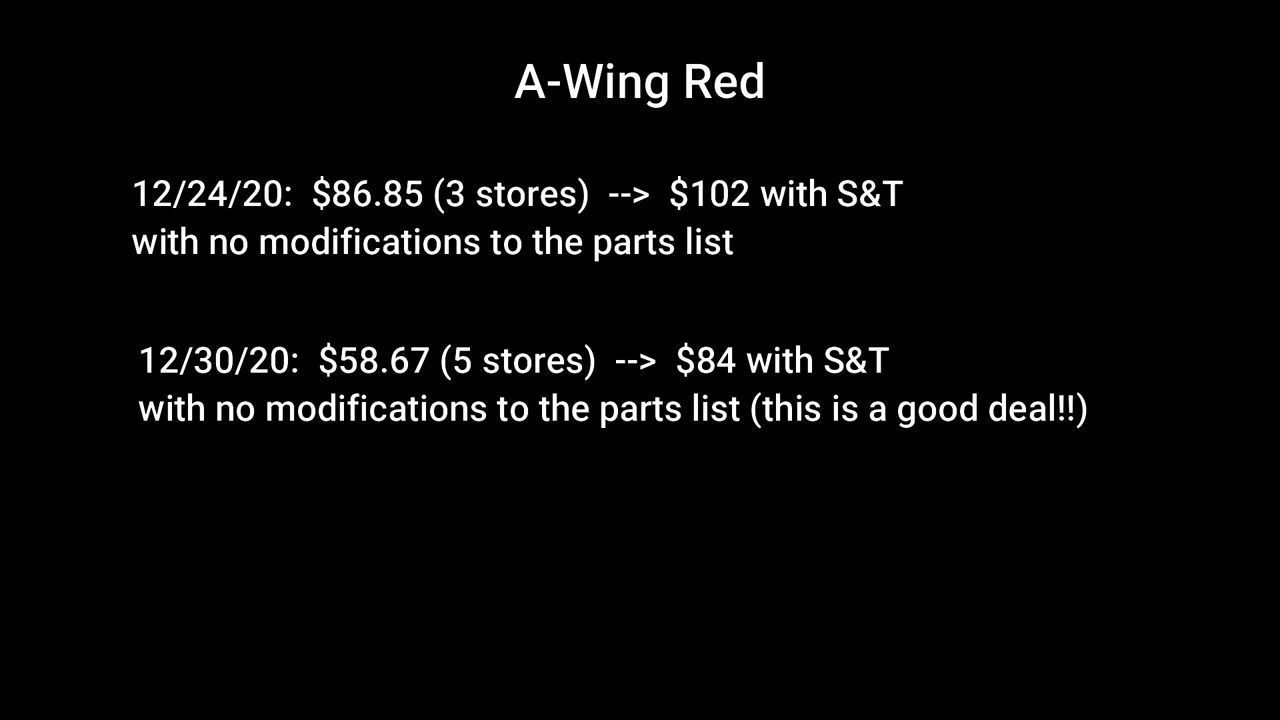 A-Wing Red
12/24/20:  $86.85 (3 stores)  -->  $102 with S&T
with no modifications to the parts list
12/30/20:  $58.67 (5 stores)  -->  $84 with S&T
with no modifications to the parts list (this is a good deal!!)